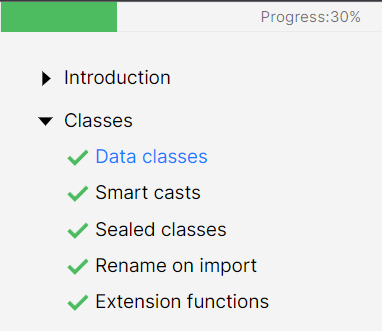 Progress:30%
Introduction
Classes
Data classes
Smart casts
Sealed classes
Rename on import
Extension functions